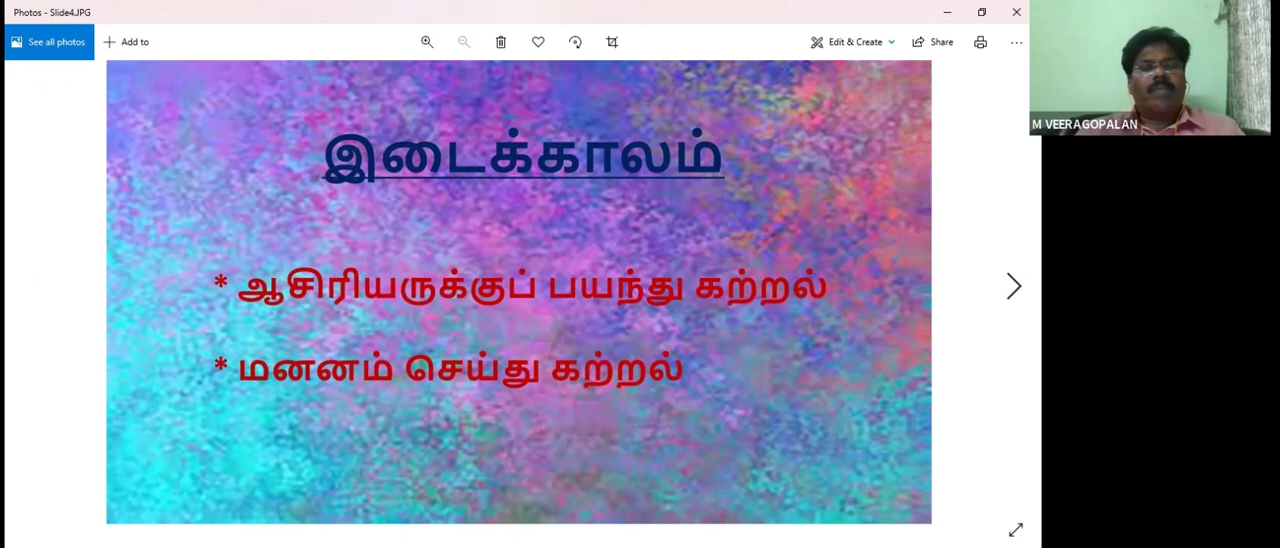 Photos - Slide4.JPG
See all photos
Add to
Edit & Create
Share
M VEERAGOPALAN
இடைக்காலம்
* ஆசிரியருக்குப் பயந்து கற்றல்
* மனனம் செய்து கற்றல்